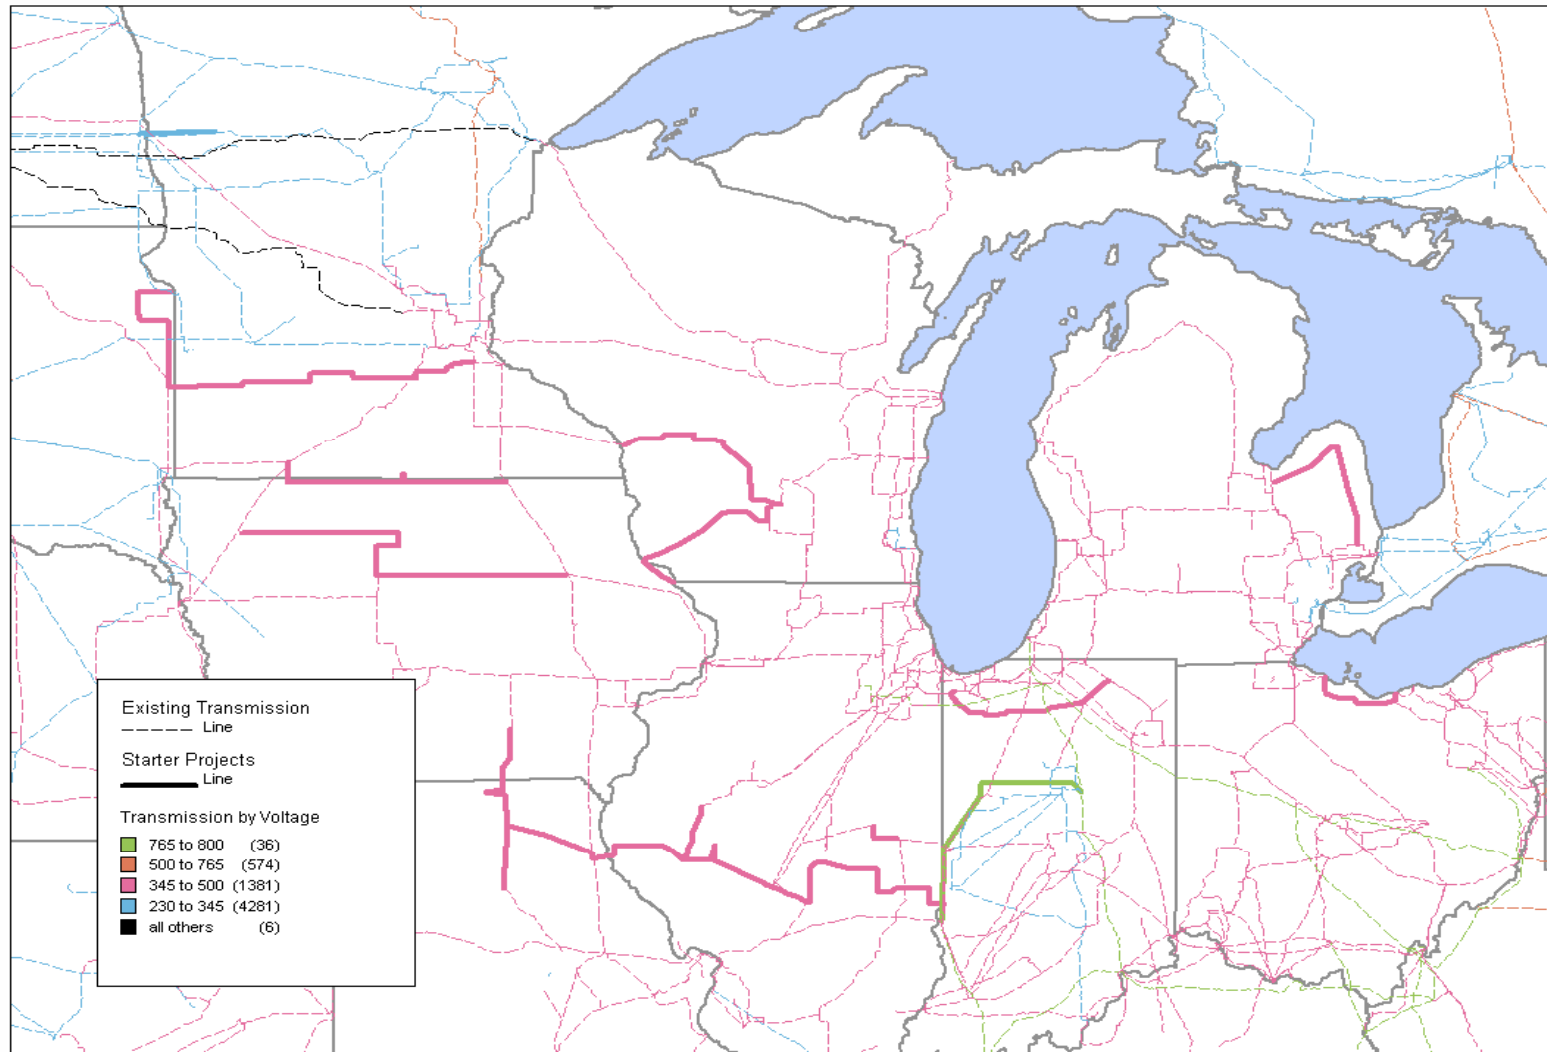 Existing Transmission
Line
Starter Projects
Line
Transmission by Voltage
765 to 800 (36)
500 to 765 (574)
345 to 500 (1381)
230 to 345 (4281)
all others (6)